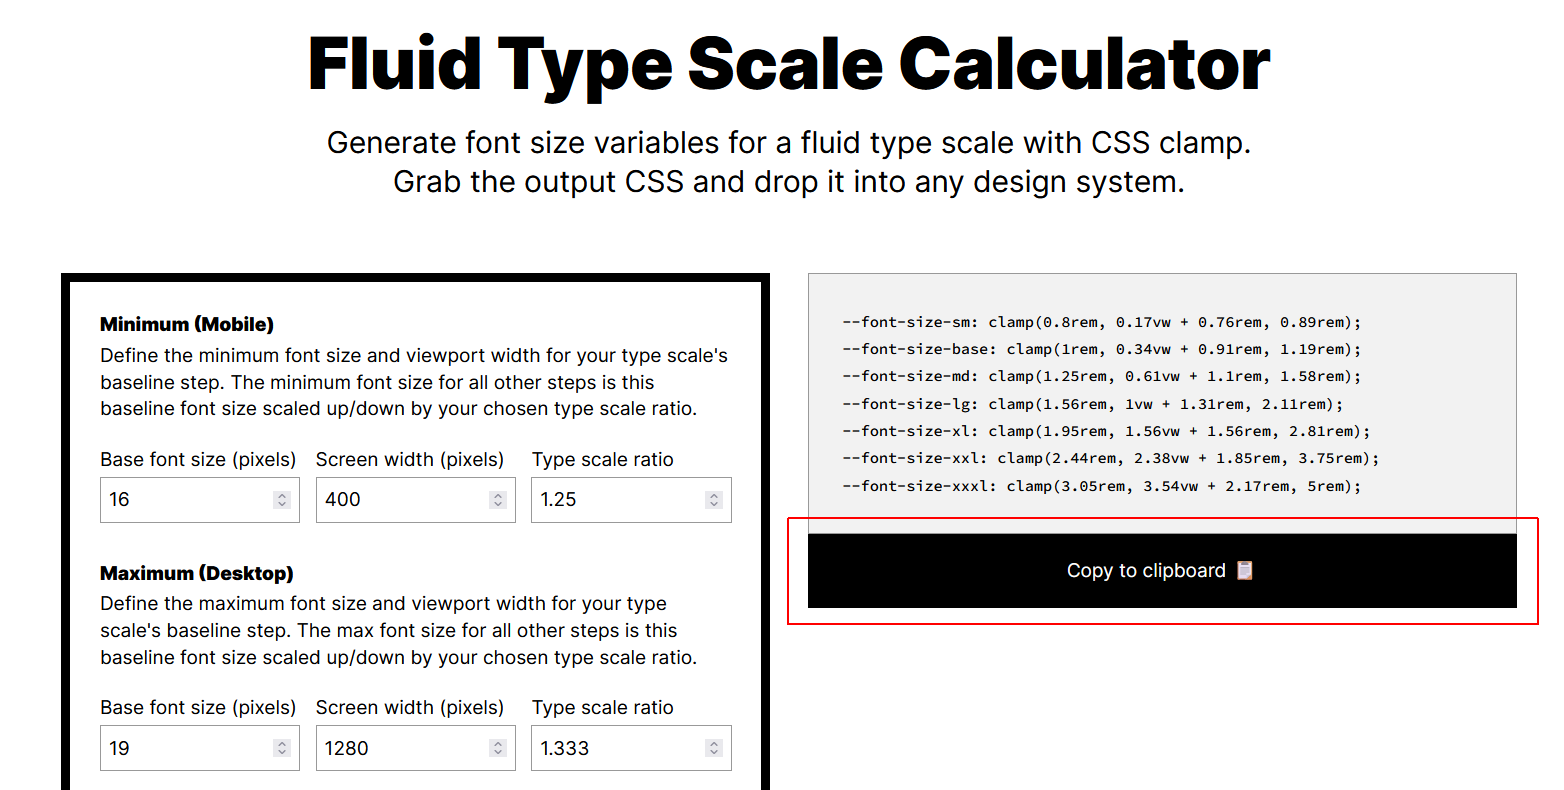 Fluid Type Scale Calculator
Generate font size variables for a fluid type scale with CSS clamp.
Grab the output CSS and drop it into any design system.
Minimum (Mobile)
Define the minimum font size and viewport width for your type scale's
baseline step. The minimum font size for all other steps is this
baseline font size scaled up/down by your chosen type scale ratio.
Base font size (pixels) Screen width (pixels) Type scale ratio
16 400 1.25
Maximum (Desktop)
Define the maximum font size and viewport width for your type
scale's baseline step. The max font size for all other steps is this
baseline font size scaled up/down by your chosen type scale ratio.
Base font size (pixels) Screen width (pixels) Type scale ratio
19 1280 1.333
--font-size-sm: clamp(0.8rem, 0.17vw + 0.76rem, 0.89rem);
--font-size-base: clamp(1rem, 0.34vw + 0.91rem, 1.19rem);
--font-size-md: clamp(1.25rem, 0.61vw + 1.1rem, 1.58rem);
--font-size-lg: clamp(1.56rem, 1vw + 1.31rem, 2.11rem);
--font-size-xl: clamp(1.95rem, 1.56vw + 1.56rem, 2.81rem);
--font-size-xxl: clamp(2.44rem, 2.38vw + 1.85rem, 3.75rem);
--font-size-xxxl: clamp(3.05rem, 3.54vw + 2.17rem, 5rem);
Copy to clipboard 📋